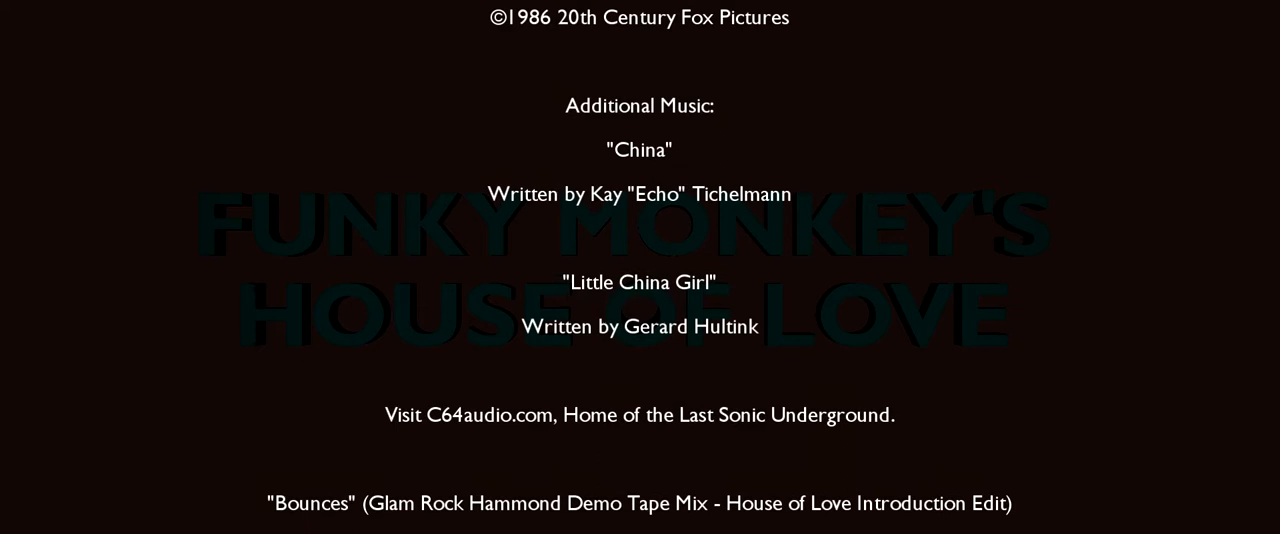 ©1986 20th Century Fox Pictures
Additional Music:
"China"
Written by Kay "Echo" Tichelmann
FUNKY MONKEY'S
HOUSE OF LOVE
"Little China Girl"
Written by Gerard Hultink
Visit C64audio.com, Home of the Last Sonic Underground.
"Bounces" (Glam Rock Hammond Demo Tape Mix - House of Love Introduction Edit)